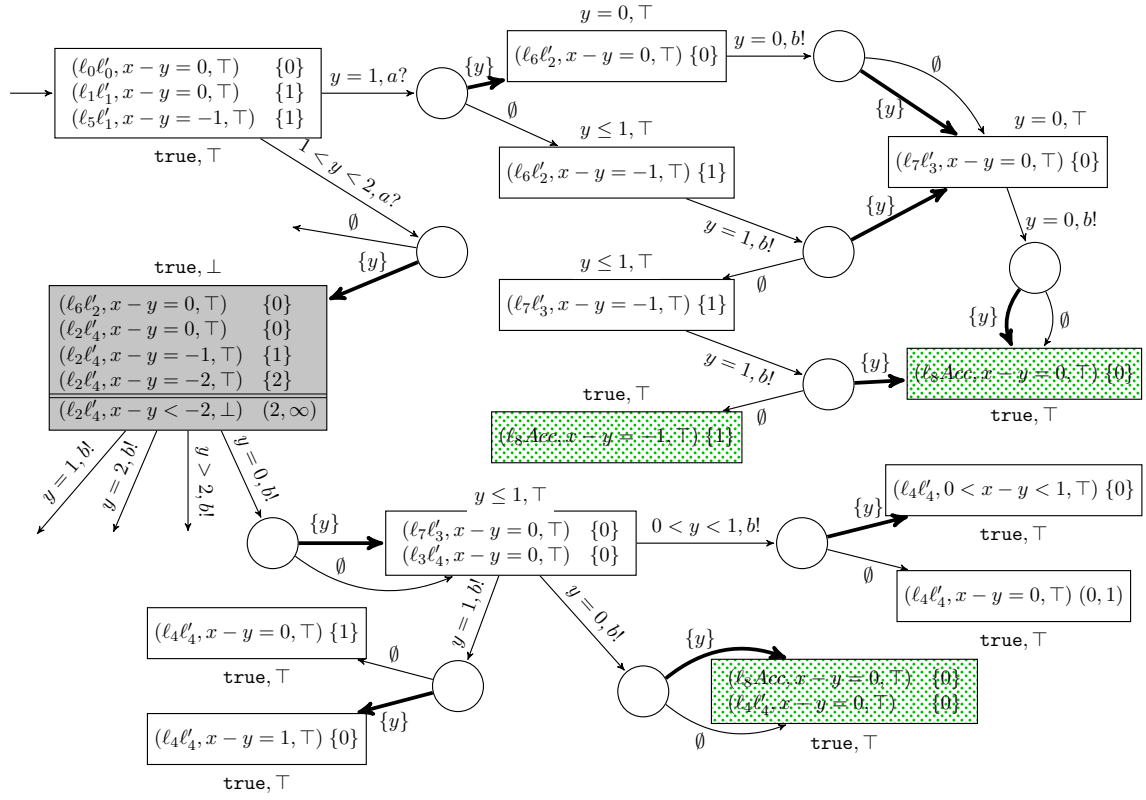 y = 0, ⊤
(ℓ₀ℓ′₀, x − y = 0, ⊤) {0}
(ℓ₁ℓ′₁, x − y = 0, ⊤) {1}
(ℓ₅ℓ′₁, x − y = −1, ⊤) {1}
true, ⊤
y = 1, a?
{y}
(ℓ₆ℓ′₂, x − y = 0, ⊤) {0}
y = 0, b!
∅
{y}
∅
y ≤ 1, ⊤
(ℓ₆ℓ′₂, x − y = −1, ⊤) {1}
y = 0, ⊤
(ℓ₇ℓ′₃, x − y = 0, ⊤) {0}
1 < y < 2, a?
∅
{y}
y = 1, b!
{y}
∅
y = 0, b!
true, ⊥
(ℓ₆ℓ′₂, x − y = 0, ⊤) {0}
(ℓ₂ℓ′₄, x − y = 0, ⊤) {0}
(ℓ₂ℓ′₄, x − y = −1, ⊤) {1}
(ℓ₂ℓ′₄, x − y = −2, ⊤) {2}
(ℓ₂ℓ′₄, x − y < −2, ⊥) (2, ∞)
y ≤ 1, ⊤
(ℓ₇ℓ′₃, x − y = −1, ⊤) {1}
y = 1, b!
{y}
∅
{y}
∅
(ℓ₈Acc, x − y = 0, ⊤) {0}
true, ⊤
true, ⊤
(ℓ₈Acc, x − y = −1, ⊤) {1}
y = 1, b!
y = 2, b!
y > 2, b!
y = 0, b!
{y}
∅
y ≤ 1, ⊤
(ℓ₇ℓ′₃, x − y = 0, ⊤) {0}
(ℓ₃ℓ′₄, x − y = 0, ⊤) {0}
0 < y < 1, b!
{y}
∅
(ℓ₄ℓ′₄, 0 < x − y < 1, ⊤) {0}
true, ⊤
(ℓ₄ℓ′₄, x − y = 0, ⊤) (0, 1)
true, ⊤
y = 1, b!
y = 0, b!
(ℓ₄ℓ′₄, x − y = 0, ⊤) {1}
true, ⊤
∅
{y}
(ℓ₄ℓ′₄, x − y = 1, ⊤) {0}
true, ⊤
{y}
∅
(ℓ₈Acc, x − y = 0, ⊤) {0}
(ℓ₄ℓ′₄, x − y = 0, ⊤) {0}
true, ⊤